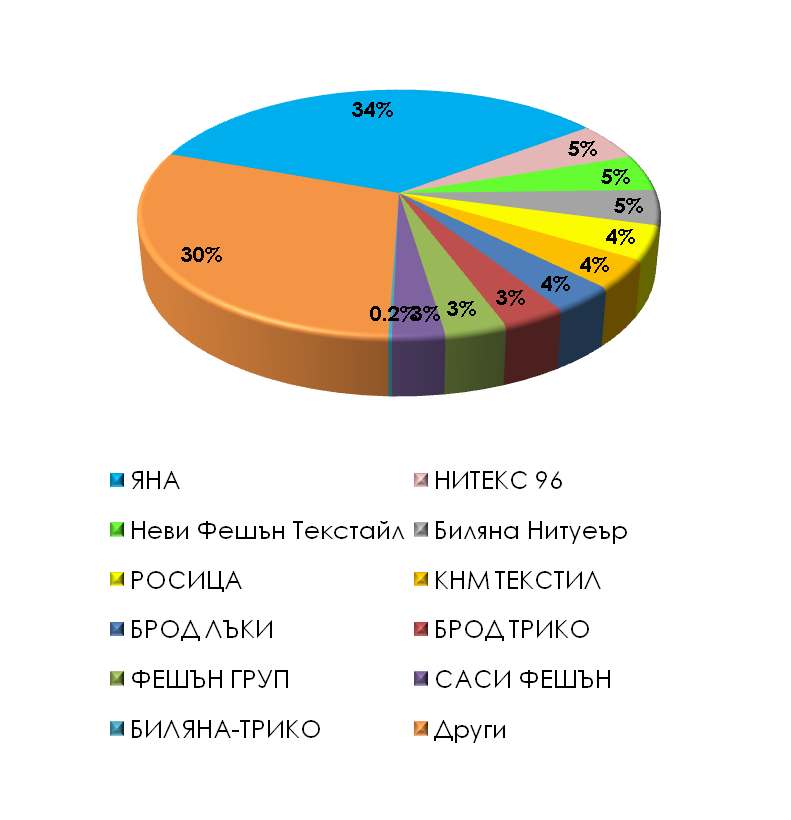 34%
5%
5%
5%
4%
4%
4%
3%
3%
3%
0.2%
30%
ЯНА
НИТЕКС 96
Неви Фешън Текстайл
Биляна Нитуеър
РОСИЦА
КНМ ТЕКСТИЛ
БРОД ЛЪКИ
БРОД ТРИКО
ФЕШЪН ГРУП
САСИ ФЕШЪН
БИЛЯНА-ТРИКО
Други